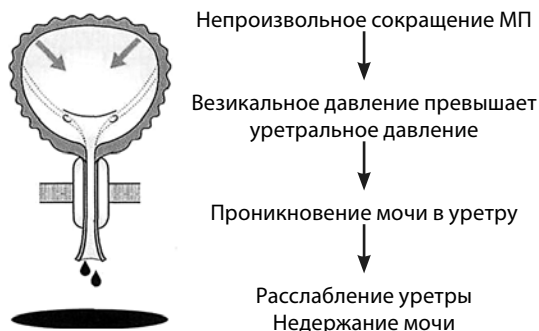 Непроизвольное сокращение МП
Везикальное давление превышает
уретральное давление
Проникновение мочи в уретру
Расслабление уретры
Недержание мочи